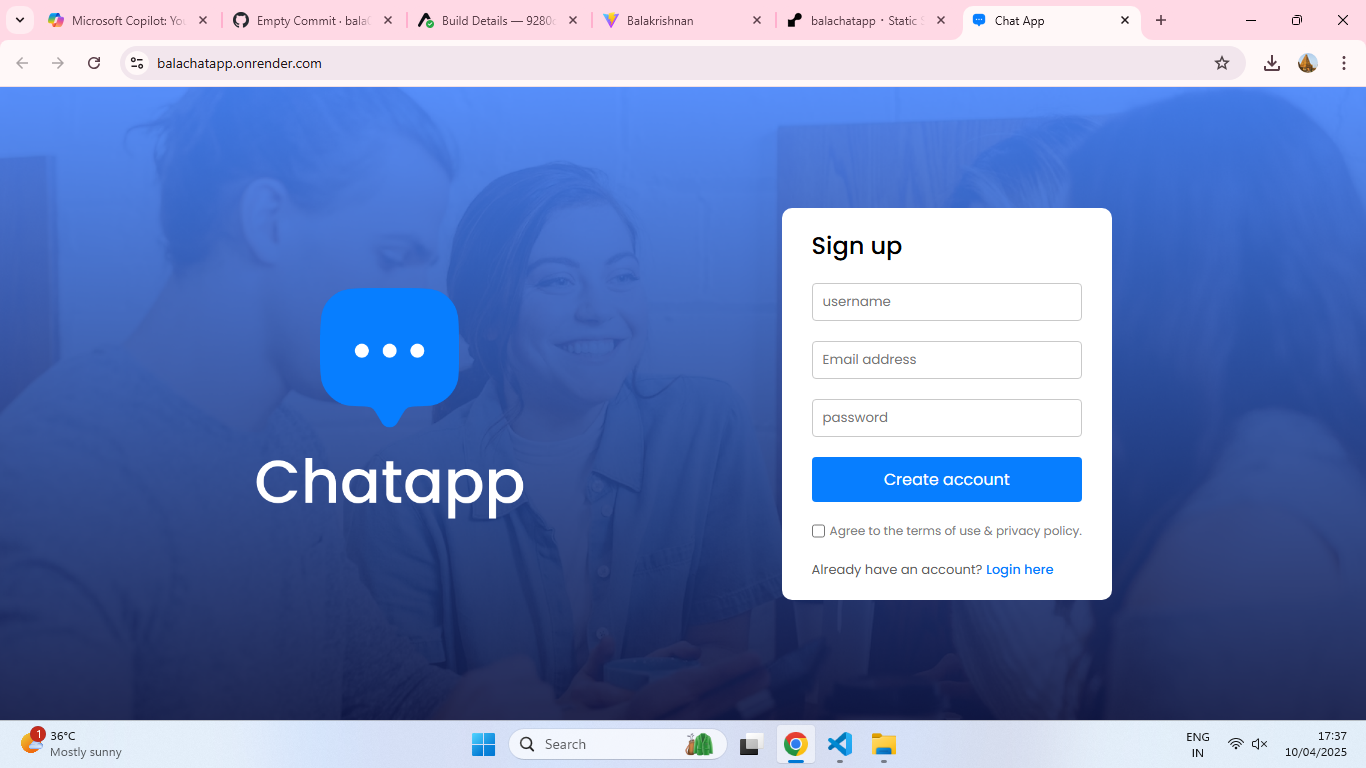 Microsoft Copilot: You
Empty Commit · bala
Build Details — 9280
Balakrishnan
balachatapp · Static S
Chat App
balachatapp.onrender.com
Chatapp
Sign up
username
Email address
password
Create account
Agree to the terms of use & privacy policy.
Already have an account? Login here
1
36°C
Mostly sunny
Search
ENG
IN
17:37
10/04/2025